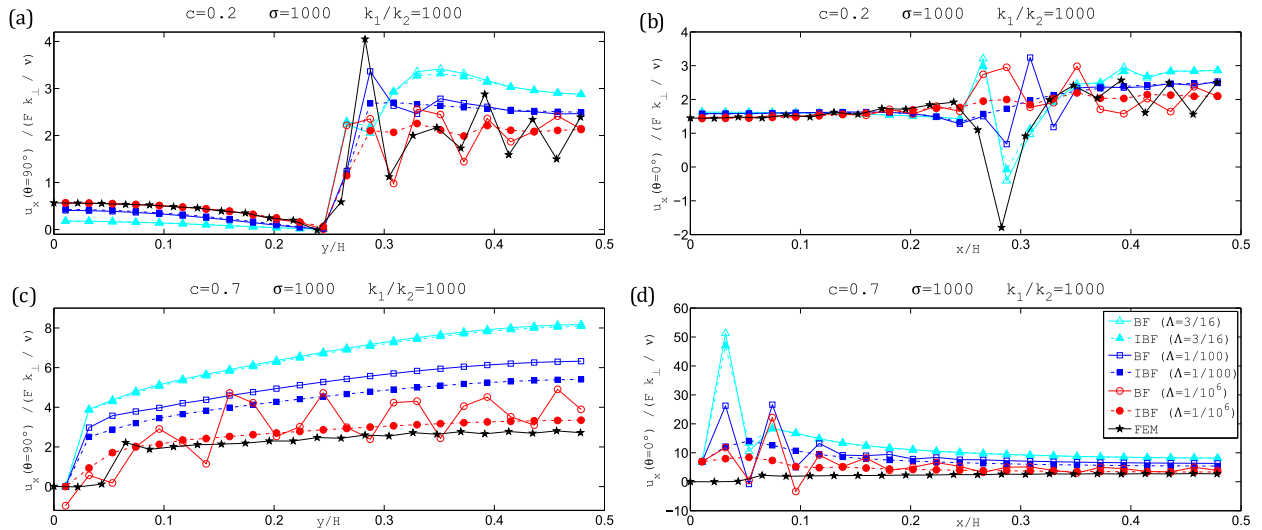 (a)
c=0.2 σ=1000 k₁/k₂=1000
u_x(θ=90°) /(F k_⊥ / ν)
4
3
2
1
0
0 0.1 0.2 0.3 0.4 0.5
y/H
(b)
c=0.2 σ=1000 k₁/k₂=1000
u_x(θ=0°) /(F k_⊥ / ν)
4
3
2
1
0
−1
−2
0 0.1 0.2 0.3 0.4 0.5
x/H
(c)
c=0.7 σ=1000 k₁/k₂=1000
u_x(θ=90°) /(F k_⊥ / ν)
8
6
4
2
0
0 0.1 0.2 0.3 0.4 0.5
y/H
(d)
c=0.7 σ=1000 k₁/k₂=1000
u_x(θ=0°) /(F k_⊥ / ν)
60
50
40
30
20
10
0
−10
0 0.1 0.2 0.3 0.4 0.5
x/H
BF (Λ=3/16)
IBF (Λ=3/16)
BF (Λ=1/100)
IBF (Λ=1/100)
BF (Λ=1/10⁶)
IBF (Λ=1/10⁶)
FEM